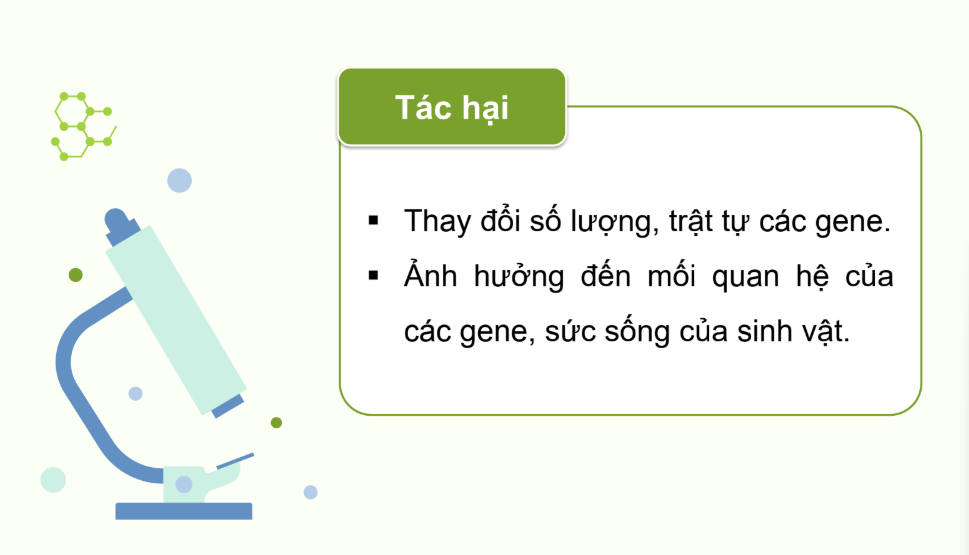 Tác hại
▪ Thay đổi số lượng, trật tự các gene.
▪ Ảnh hưởng đến mối quan hệ của
các gene, sức sống của sinh vật.